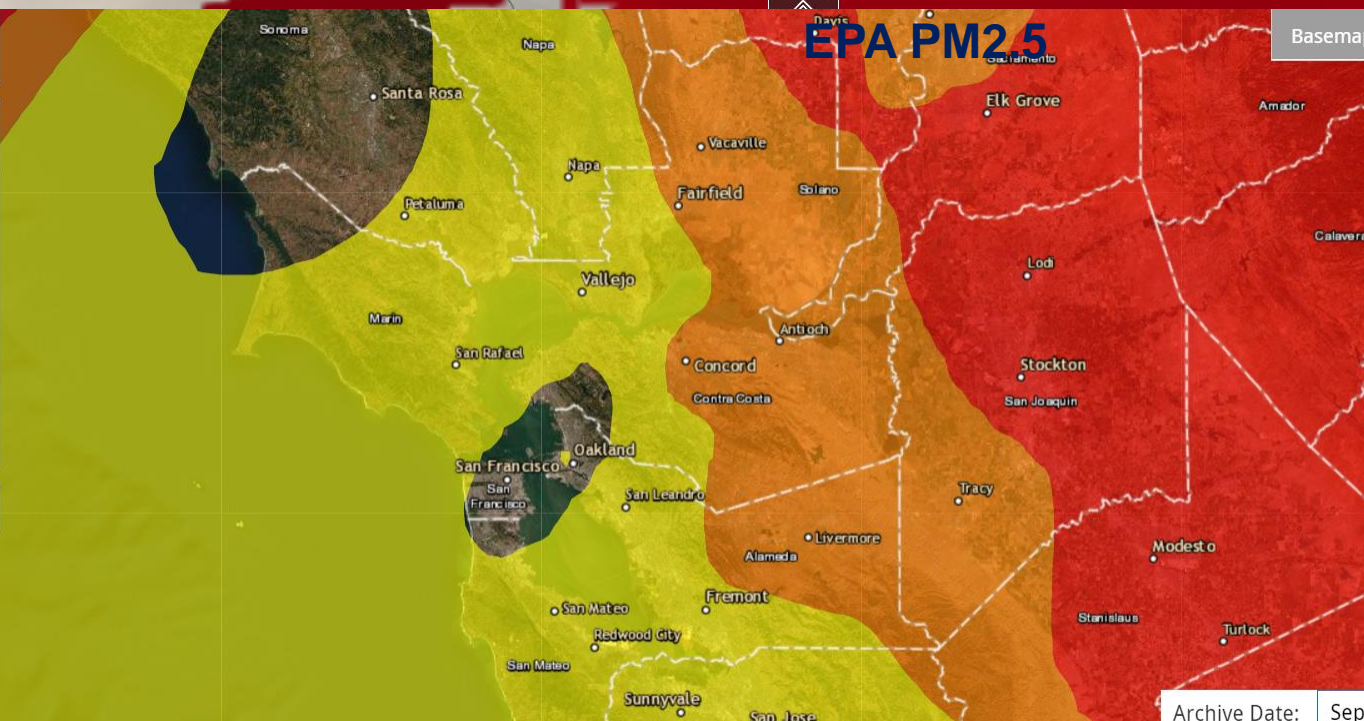 Davis
EPA PM2.5
Sonoma
Napa
Basema
Sacramento
Santa Rosa
Elk Grove
Amador
Vacaville
Napa
Fairfield
Solano
Petaluma
Calavera
Lodi
Vallejo
Marin
Antioch
San Rafael
Concord
Stockton
Contra Costa
San Joaquin
Oakland
San Francisco
San
Francisco
San Leandro
Tracy
Livermore
Modesto
Alameda
Fremont
San Mateo
Stanislaus
Redwood City
Turlock
San Mateo
Sunnyvale
San Jose
Archive Date:
Sep